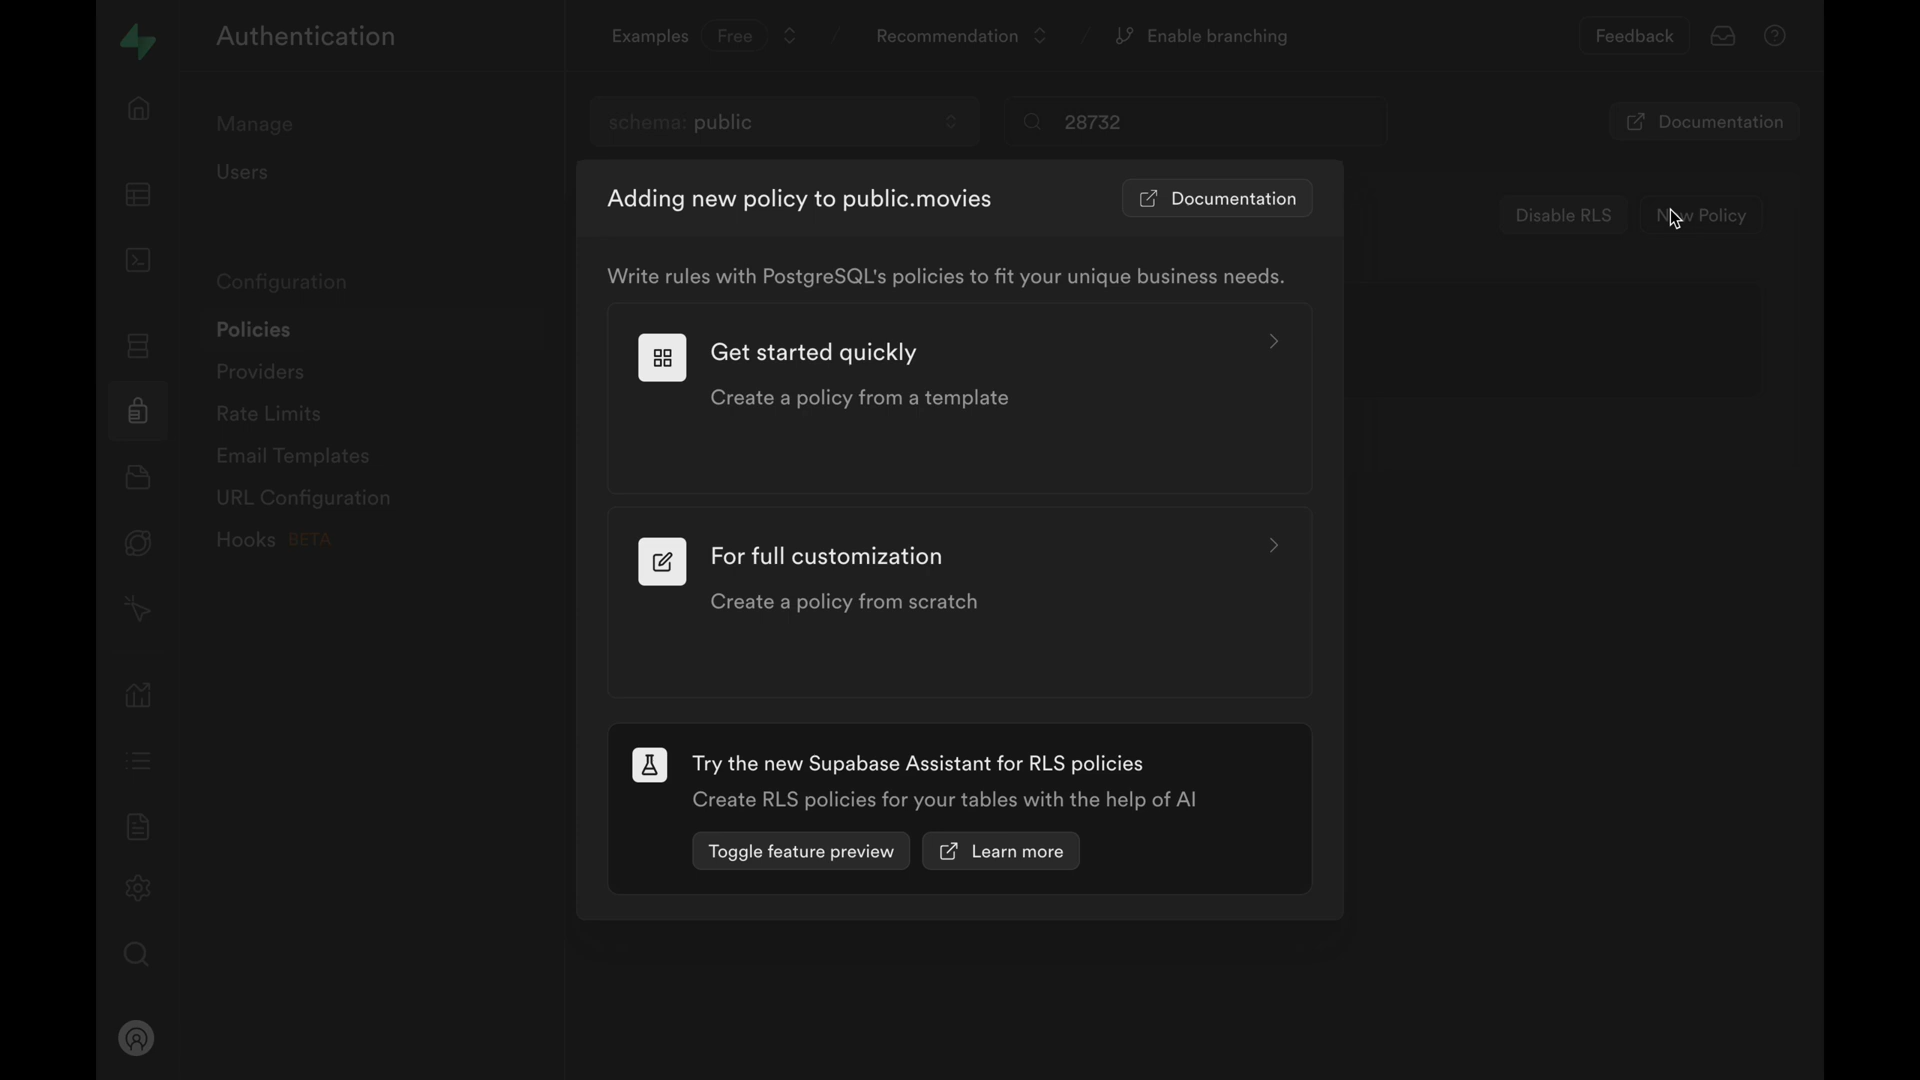 Authentication
Examples Free Recommendation Enable branching Feedback
Manage
Users
Configuration
Policies
Providers
Rate Limits
Email Templates
URL Configuration
Hooks BETA
schema: public 28732 Documentation
Disable RLS New Policy
Adding new policy to public.movies Documentation
Write rules with PostgreSQL's policies to fit your unique business needs.
Get started quickly
Create a policy from a template
For full customization
Create a policy from scratch
Try the new Supabase Assistant for RLS policies
Create RLS policies for your tables with the help of AI
Toggle feature preview Learn more